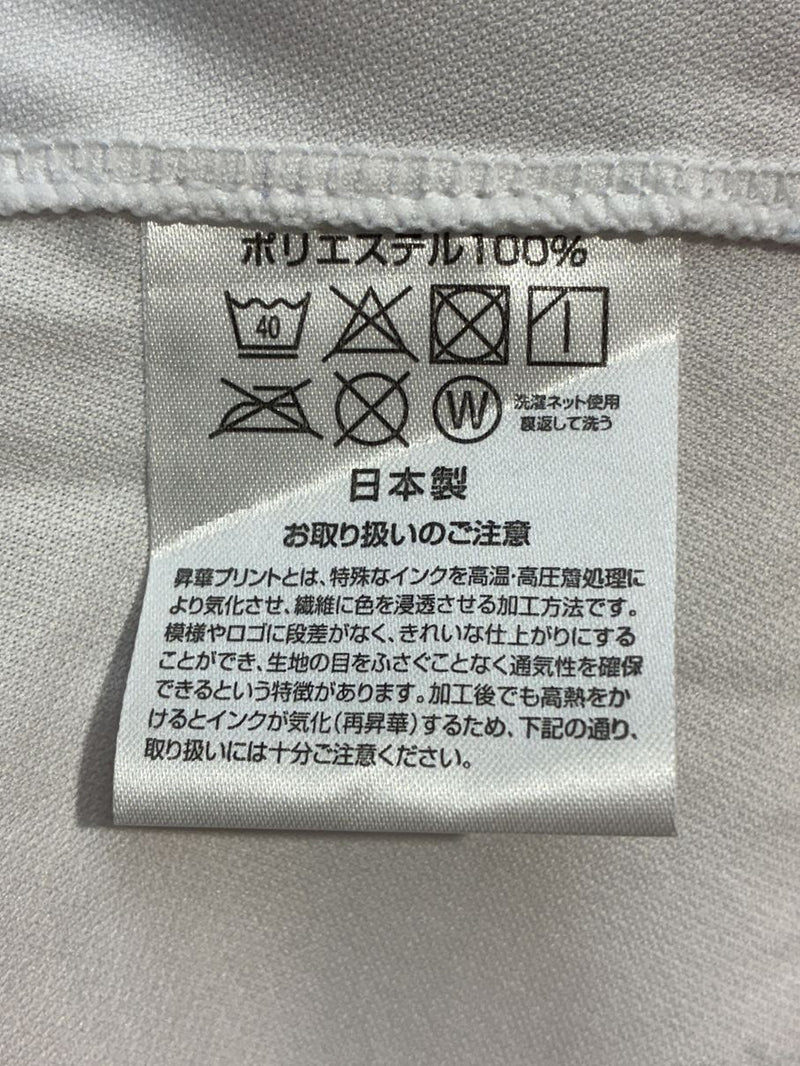 ポリエステル100%
40
W
洗濯ネット使用
裏返して洗う
日本製
お取り扱いのご注意
昇華プリントとは、特殊なインクを高温・高圧着処理に
より気化させ、繊維に色を浸透させる加工方法です。
模様やロゴに段差がなく、きれいな仕上がりにする
ことができ、生地の目をふさぐことなく通気性を確保
できるという特徴があります。加工後でも高熱をか
けるとインクが気化(再昇華)するため、下記の通り、
取り扱いには十分ご注意ください。